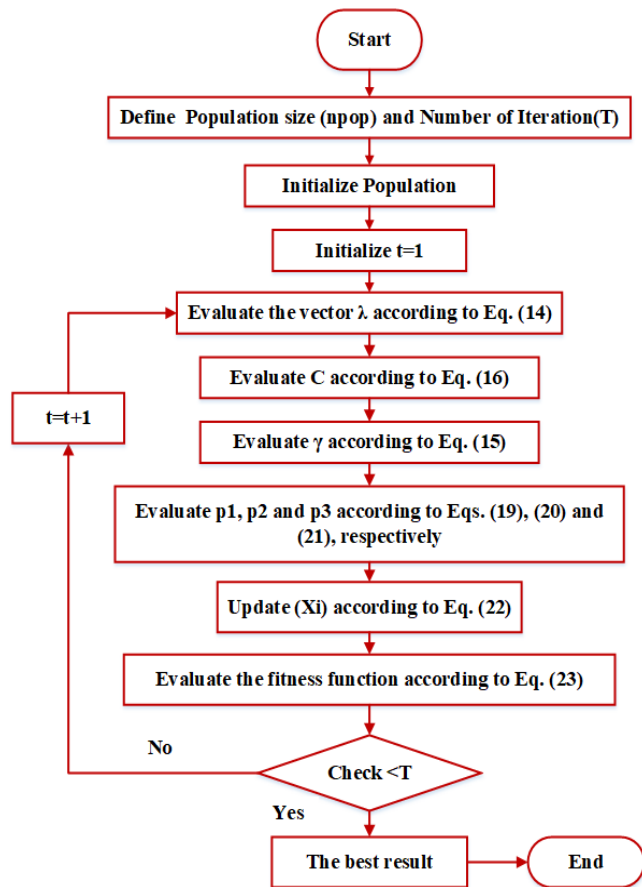 Start
Define Population size (npop) and Number of Iteration(T)
Initialize Population
Initialize t=1
Evaluate the vector λ according to Eq. (14)
Evaluate C according to Eq. (16)
t=t+1
Evaluate γ according to Eq. (15)
Evaluate p1, p2 and p3 according to Eqs. (19), (20) and
(21), respectively
Update (Xi) according to Eq. (22)
Evaluate the fitness function according to Eq. (23)
No
Check <T
Yes
The best result
End